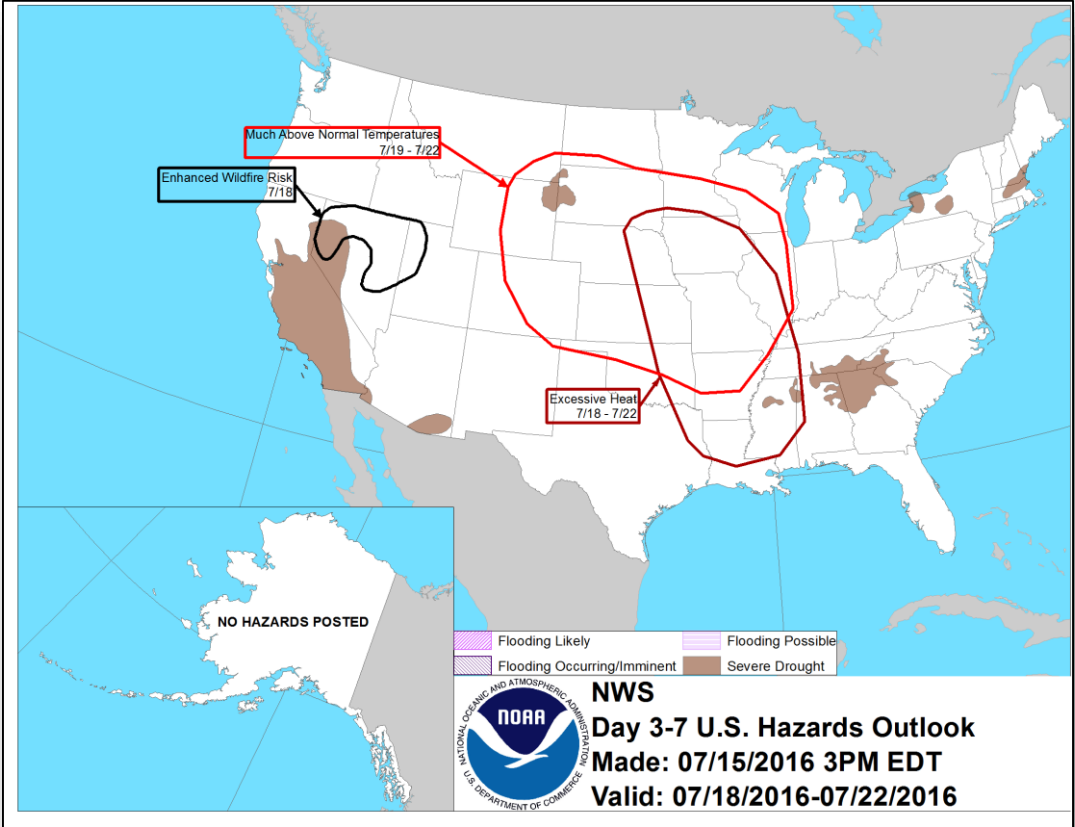 Much Above Normal Temperatures
7/19 - 7/22
Enhanced Wildfire Risk
7/18
Excessive Heat
7/18 - 7/22
NO HAZARDS POSTED
Flooding Likely
Flooding Possible
Flooding Occurring/Imminent
Severe Drought
NATIONAL OCEANIC AND ATMOSPHERIC ADMINISTRATION
NOAA
U.S. DEPARTMENT OF COMMERCE
NWS
Day 3-7 U.S. Hazards Outlook
Made: 07/15/2016 3PM EDT
Valid: 07/18/2016-07/22/2016